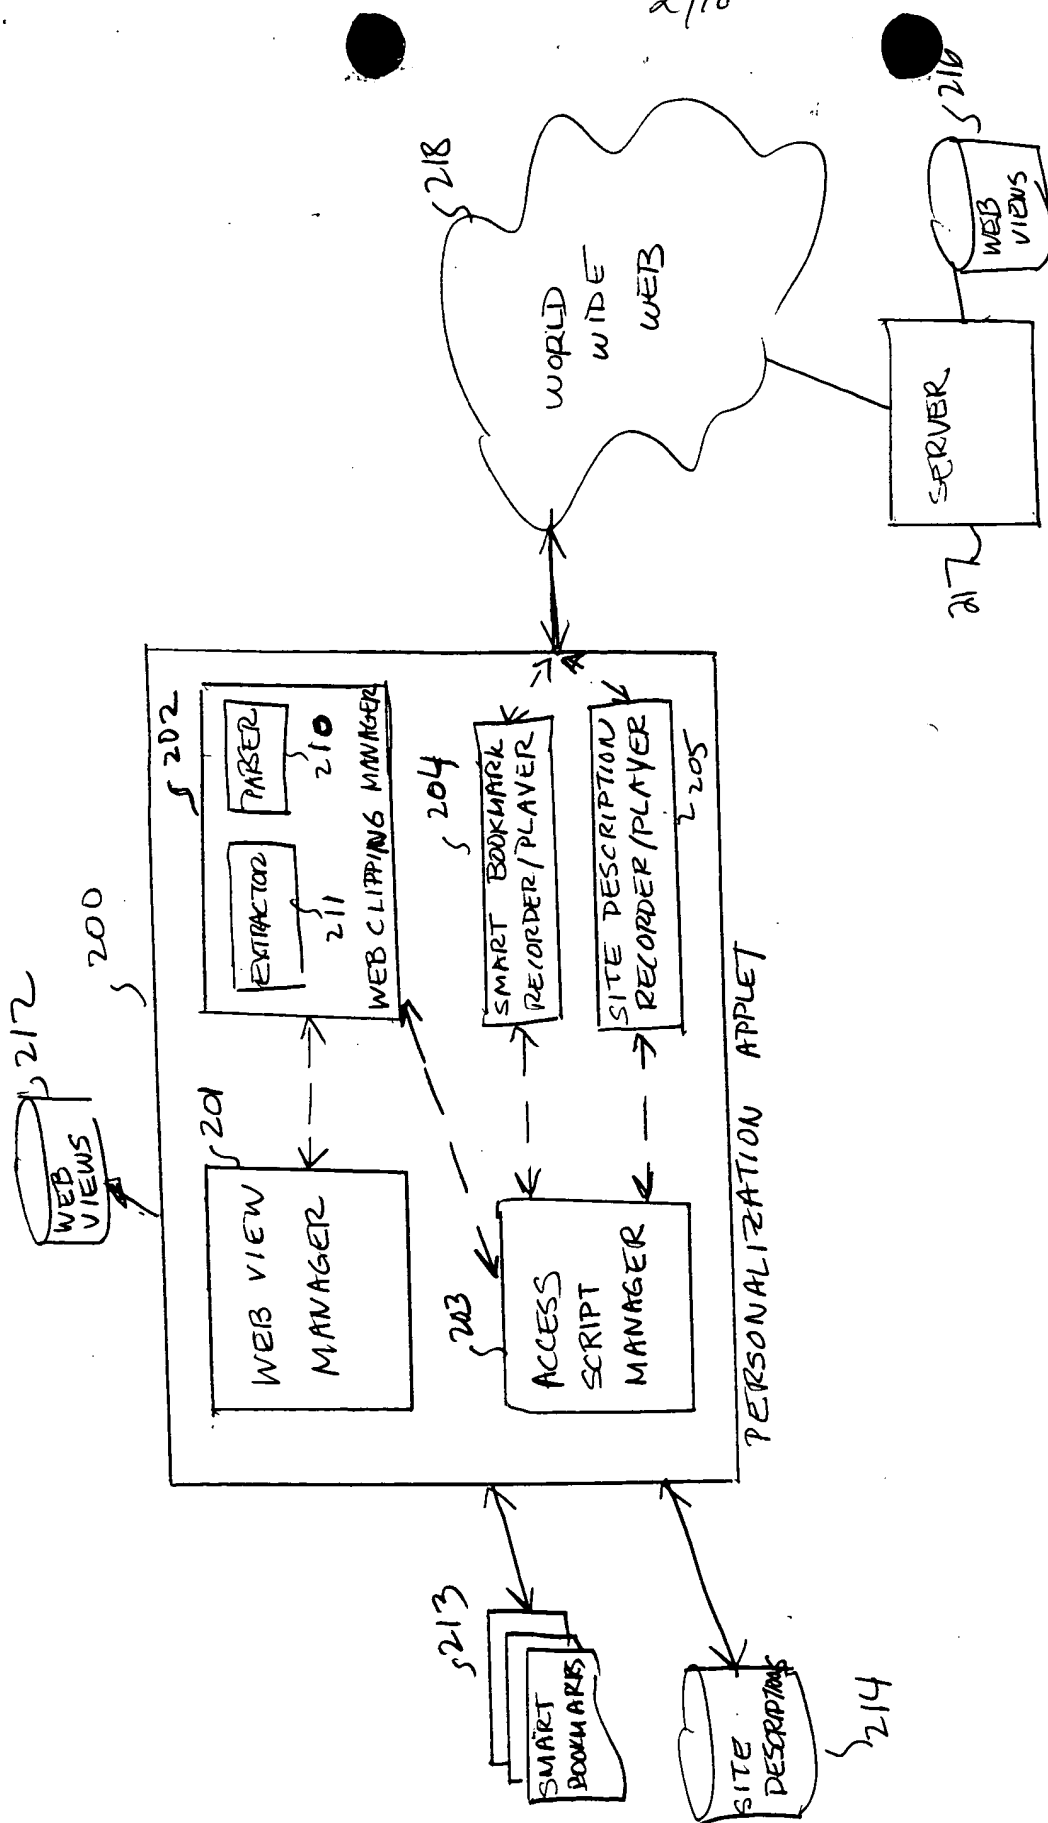 2/10
212
WEB
VIEWS
200
201
WEB VIEW
MANAGER
202
EXTRACTOR
211
PARSER
210
WEB CLIPPING MANAGER
203
ACCESS
SCRIPT
MANAGER
204
SMART BOOKMARK
RECORDER/PLAYER
SITE DESCRIPTION
RECORDER/PLAYER
205
PERSONALIZATION APPLET
213
SMART
BOOKMARKS
SITE
DESCRIPTIONS
214
218
WORLD
WIDE
WEB
SERVER
217
WEB
VIEWS
216